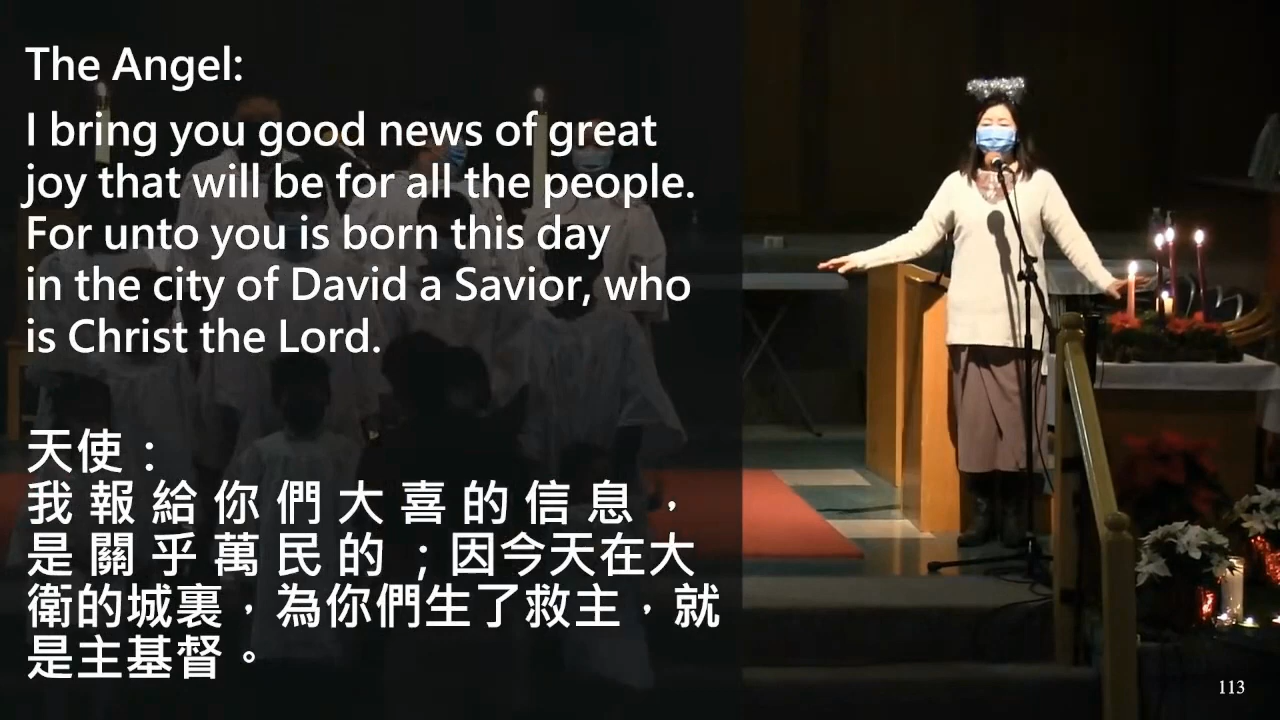 The Angel:
I bring you good news of great
joy that will be for all the people.
For unto you is born this day
in the city of David a Savior, who
is Christ the Lord.
天使：
我報給你們大喜的信息，
是關乎萬民的；因今天在大
衛的城裏，為你們生了救主，就
是主基督。
113